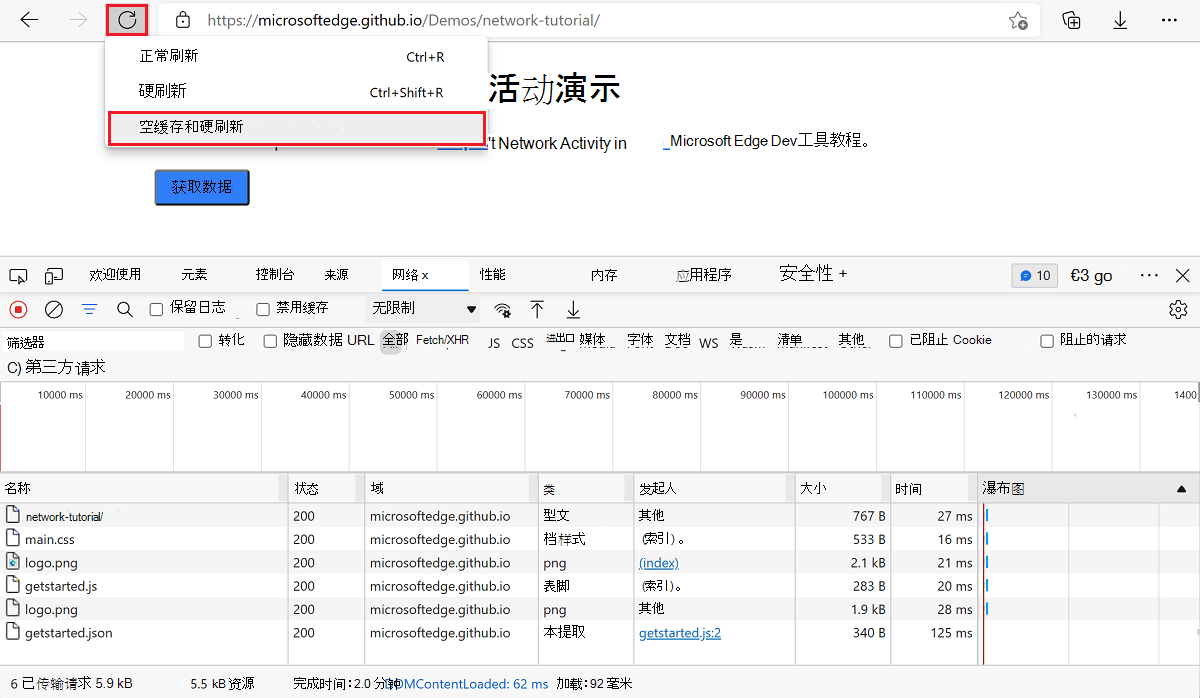 https://microsoftedge.github.io/Demos/network-tutorial/
正常刷新 Ctrl+R
硬刷新 Ctrl+Shift+R
空缓存和硬刷新
活动演示
't Network Activity in _Microsoft Edge Dev工具教程。
获取数据
欢迎使用 元素 控制台 来源 网络 x 性能 内存 应用程序 安全性 + 10 €3 go
保留日志 禁用缓存 无限制
筛选器 转化 隐藏数据 URL 全部 Fetch/XHR JS CSS 进出口 媒体 字体 文档 WS 是 清单 其他 已阻止 Cookie 阻止的请求
C) 第三方请求
10000 ms 20000 ms 30000 ms 40000 ms 50000 ms 60000 ms 70000 ms 80000 ms 90000 ms 100000 ms 110000 ms 120000 ms 130000 ms 1400
名称 状态 域 类 发起人 大小 时间 瀑布图
network-tutorial/ 200 microsoftedge.github.io 型文 其他 767 B 27 ms
main.css 200 microsoftedge.github.io 档样式 (索引) 。 533 B 16 ms
logo.png 200 microsoftedge.github.io png (index) 2.1 kB 21 ms
getstarted.js 200 microsoftedge.github.io 表脚 (索引)。 283 B 20 ms
logo.png 200 microsoftedge.github.io png 其他 1.9 kB 28 ms
getstarted.json 200 microsoftedge.github.io 本提取 getstarted.js:2 340 B 125 ms
6 已传输请求 5.9 kB 5.5 kB 资源 完成时间：2.0 分钟 DOMContentLoaded: 62 ms 加载：92 毫米